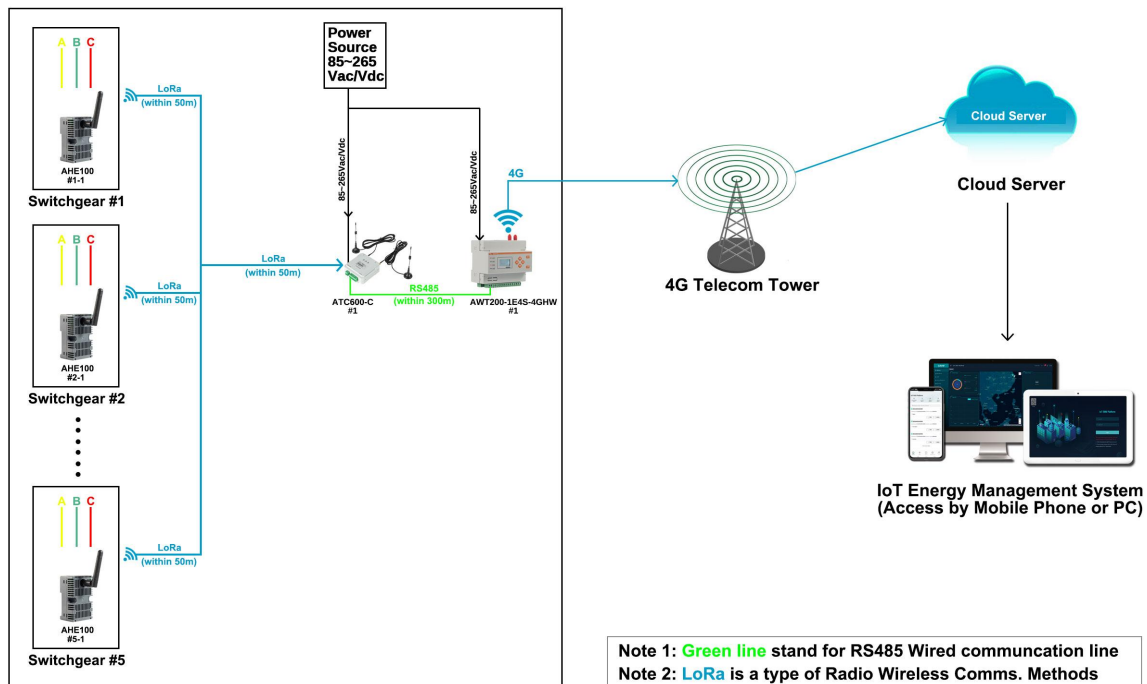 A B C
AHE100
#1-1
Switchgear #1
LoRa
(within 50m)
A B C
AHE100
#2-1
Switchgear #2
LoRa
(within 50m)
A B C
AHE100
#5-1
Switchgear #5
LoRa
(within 50m)
LoRa
(within 50m)
Power
Source
85~265
Vac/Vdc
85~265Vac/Vdc
85~265Vac/Vdc
ATC600-C
#1
RS485
(within 300m)
AWT200-1E4S-4GHW
#1
4G
4G Telecom Tower
Cloud Server
Cloud Server
IoT Energy Management System
(Access by Mobile Phone or PC)
Note 1: Green line stand for RS485 Wired communcation line
Note 2: LoRa is a type of Radio Wireless Comms. Methods